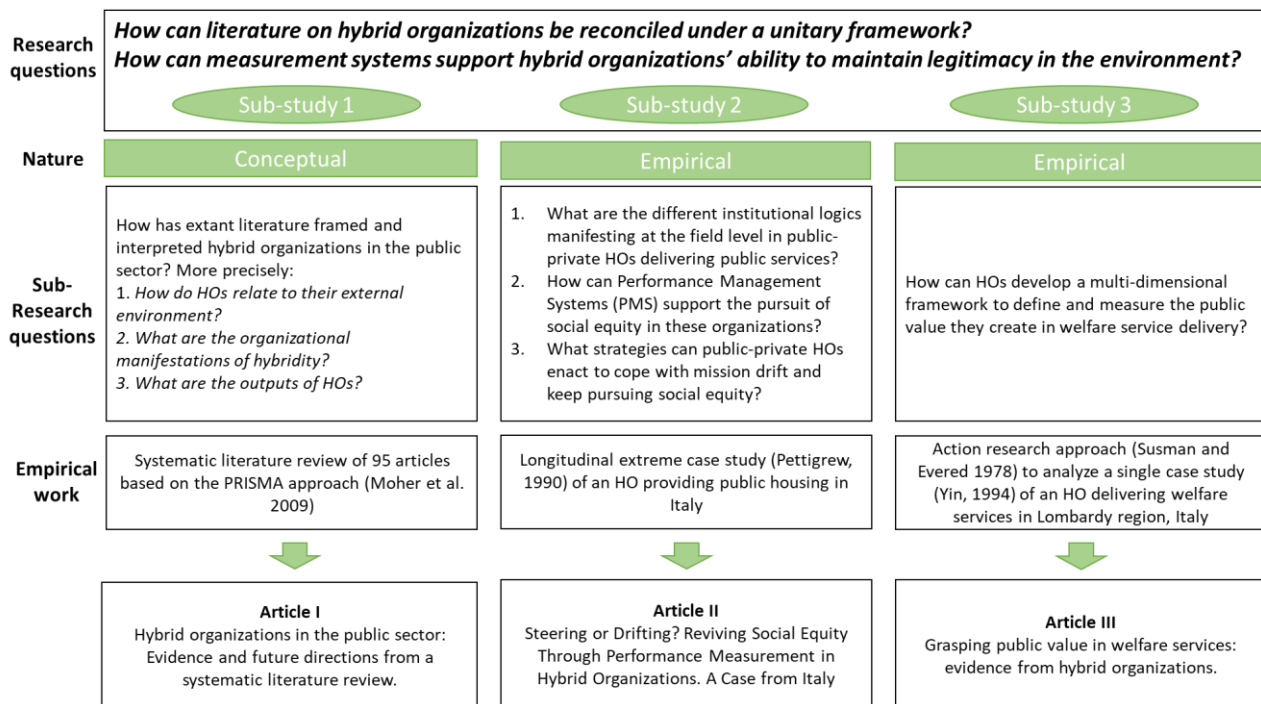 Research
questions
How can literature on hybrid organizations be reconciled under a unitary framework?
How can measurement systems support hybrid organizations’ ability to maintain legitimacy in the environment?
Sub-study 1
Sub-study 2
Sub-study 3
Nature
Conceptual
Empirical
Empirical
Sub-
Research
questions
How has extant literature framed and
interpreted hybrid organizations in the public
sector? More precisely:
1. How do HOs relate to their external
environment?
2. What are the organizational
manifestations of hybridity?
3. What are the outputs of HOs?
1. What are the different institutional logics
manifesting at the field level in public-
private HOs delivering public services?
2. How can Performance Management
Systems (PMS) support the pursuit of
social equity in these organizations?
3. What strategies can public-private HOs
enact to cope with mission drift and
keep pursuing social equity?
How can HOs develop a multi-dimensional
framework to define and measure the public
value they create in welfare service delivery?
Empirical
work
Systematic literature review of 95 articles
based on the PRISMA approach (Moher et al.
2009)
Longitudinal extreme case study (Pettigrew,
1990) of an HO providing public housing in
Italy
Action research approach (Susman and
Evered 1978) to analyze a single case study
(Yin, 1994) of an HO delivering welfare
services in Lombardy region, Italy
Article I
Hybrid organizations in the public sector:
Evidence and future directions from a
systematic literature review.
Article II
Steering or Drifting? Reviving Social Equity
Through Performance Measurement in
Hybrid Organizations. A Case from Italy
Article III
Grasping public value in welfare services:
evidence from hybrid organizations.